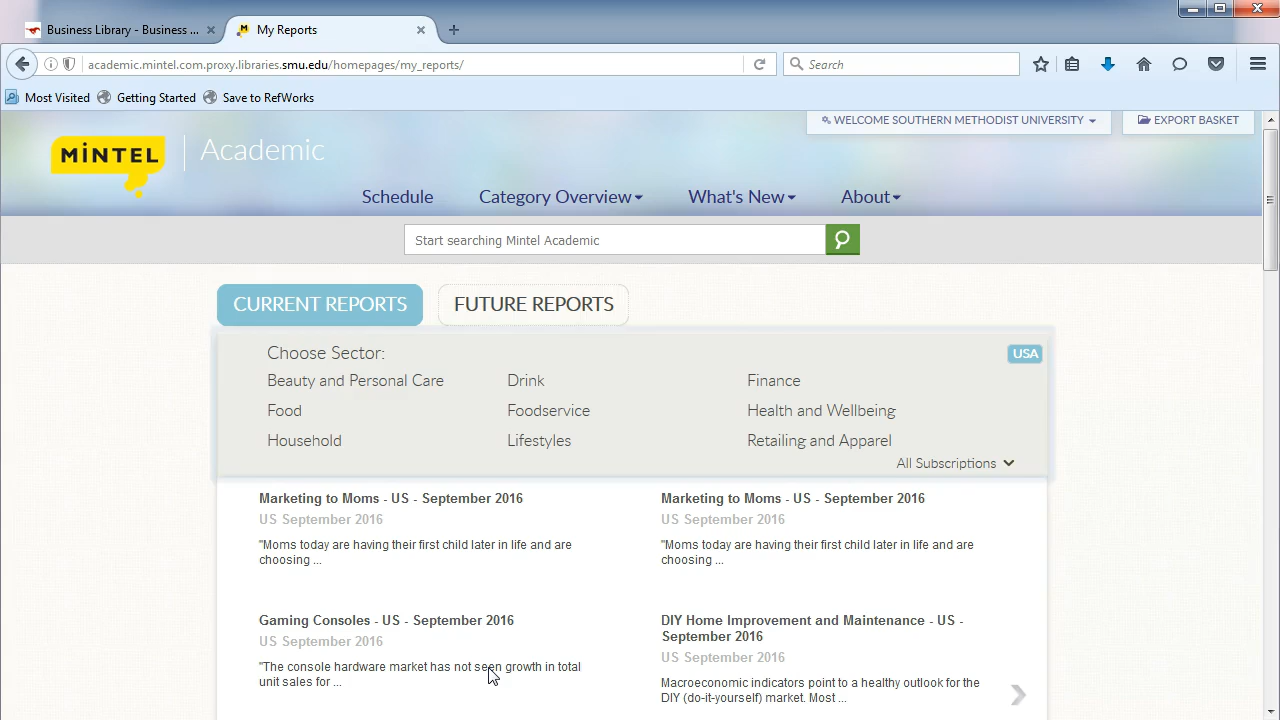 Business Library - Business ...
My Reports
academic.mintel.com.proxy.libraries.smu.edu/homepages/my_reports/
Search
Most Visited
Getting Started
Save to RefWorks
MiNTEL
Academic
WELCOME SOUTHERN METHODIST UNIVERSITY
EXPORT BASKET
Schedule
Category Overview
What's New
About
Start searching Mintel Academic
CURRENT REPORTS
FUTURE REPORTS
Choose Sector:
USA
Beauty and Personal Care
Drink
Finance
Food
Foodservice
Health and Wellbeing
Household
Lifestyles
Retailing and Apparel
All Subscriptions
Marketing to Moms - US - September 2016
US September 2016
"Moms today are having their first child later in life and are
choosing ...
Marketing to Moms - US - September 2016
US September 2016
"Moms today are having their first child later in life and are
choosing ...
Gaming Consoles - US - September 2016
US September 2016
"The console hardware market has not seen growth in total
unit sales for ...
DIY Home Improvement and Maintenance - US -
September 2016
US September 2016
Macroeconomic indicators point to a healthy outlook for the
DIY (do-it-yourself) market. Most ...